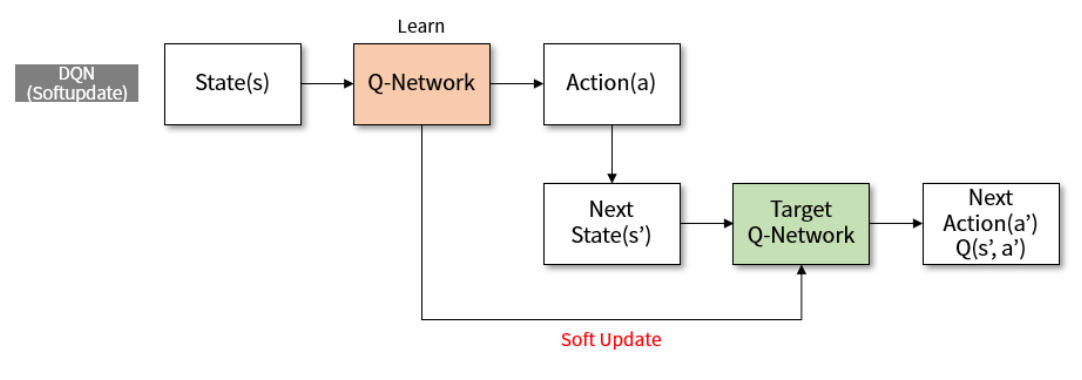 Learn
DQN
(Softupdate)
State(s)
Q-Network
Action(a)
Next
State(s’)
Target
Q-Network
Next
Action(a’)
Q(s’, a’)
Soft Update